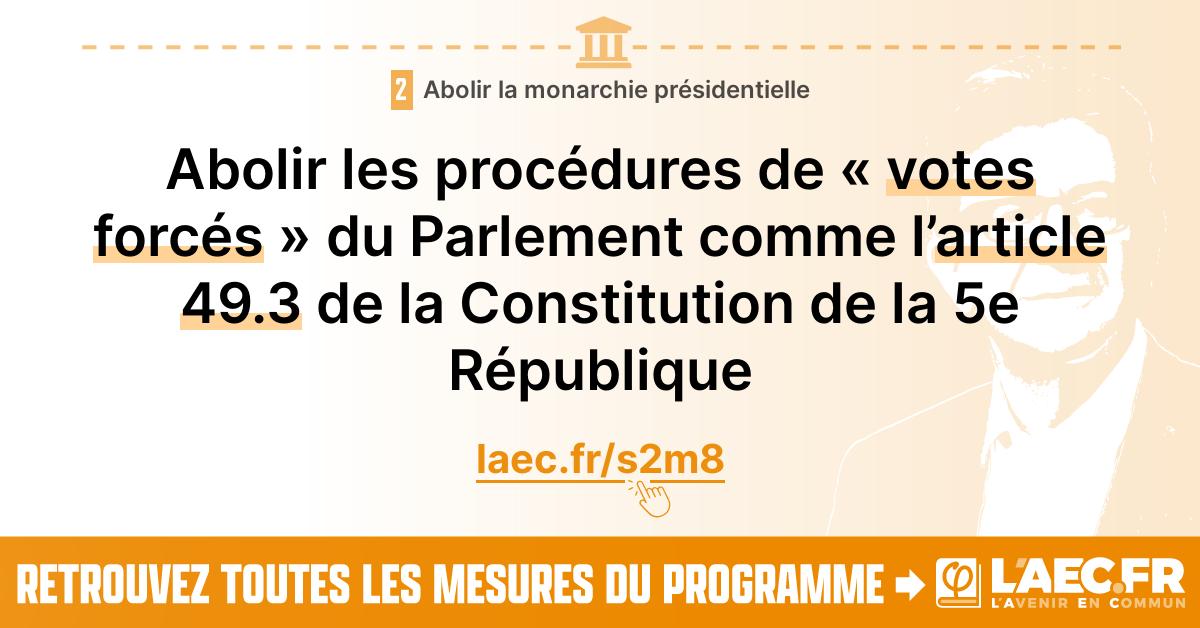 2 Abolir la monarchie présidentielle
Abolir les procédures de « votes
forcés » du Parlement comme l’article
49.3 de la Constitution de la 5e
République
laec.fr/s2m8
RETROUVEZ TOUTES LES MESURES DU PROGRAMME φ L'AEC.FR
L'AVENIR EN COMMUN